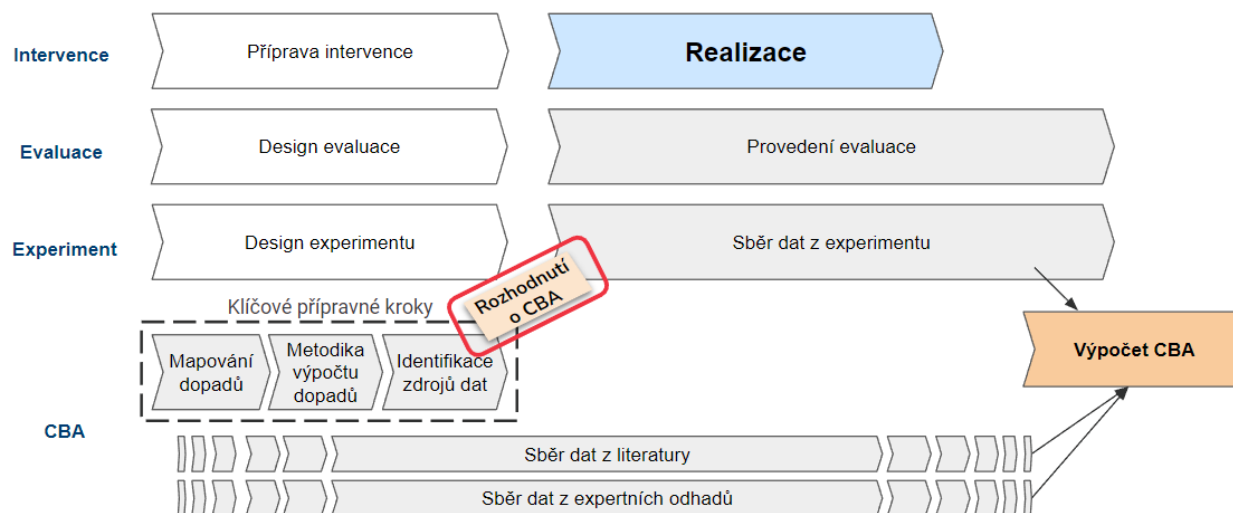 Intervence
Příprava intervence
Realizace
Evaluace
Design evaluace
Provedení evaluace
Experiment
Design experimentu
Sběr dat z experimentu
Rozhodnutí
o CBA
Klíčové přípravné kroky
Mapování
dopadů
Metodika
výpočtu
dopadů
Identifikace
zdrojů dat
Výpočet CBA
CBA
Sběr dat z literatury
Sběr dat z expertních odhadů